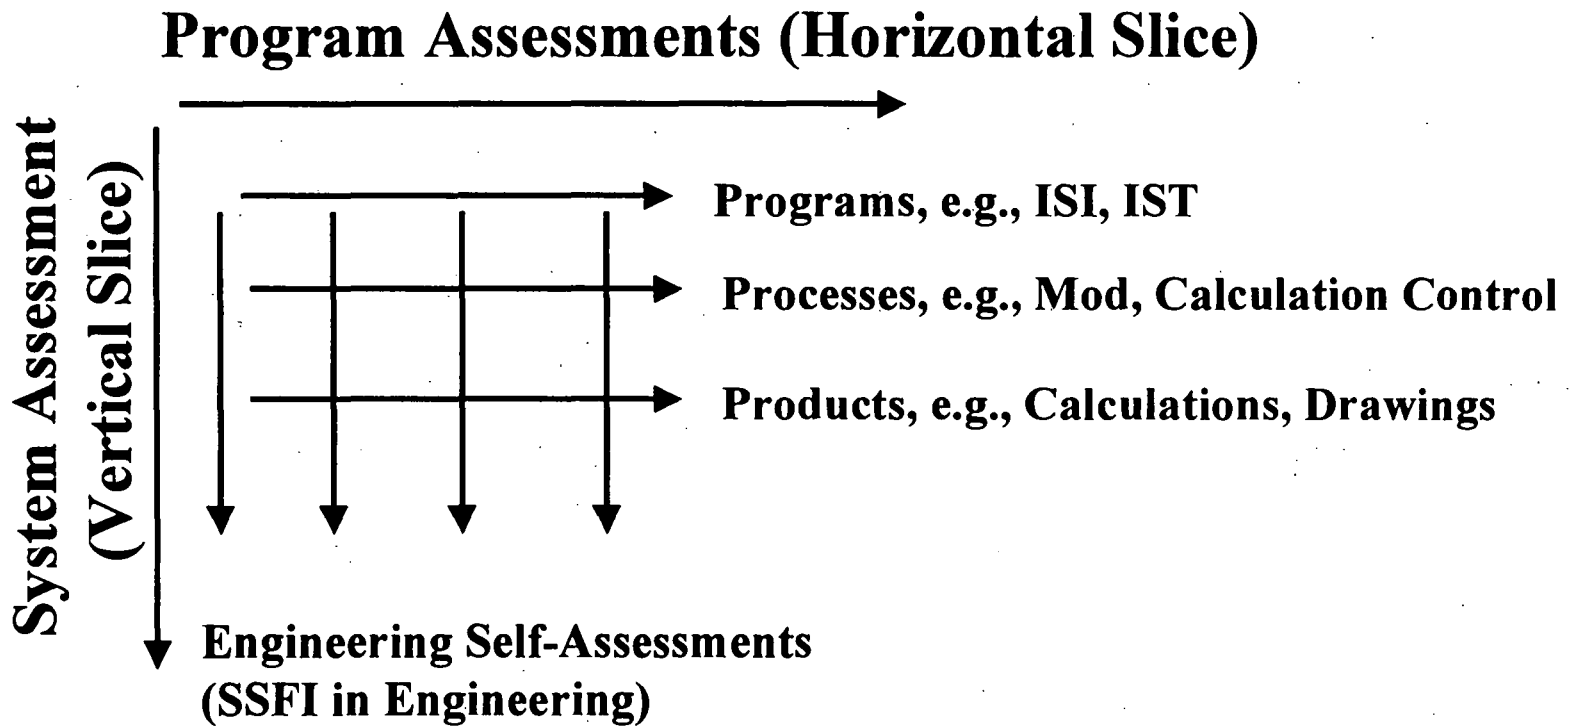 Program Assessments (Horizontal Slice)
System Assessment
(Vertical Slice)
Programs, e.g., ISI, IST
Processes, e.g., Mod, Calculation Control
Products, e.g., Calculations, Drawings
Engineering Self-Assessments
(SSFI in Engineering)